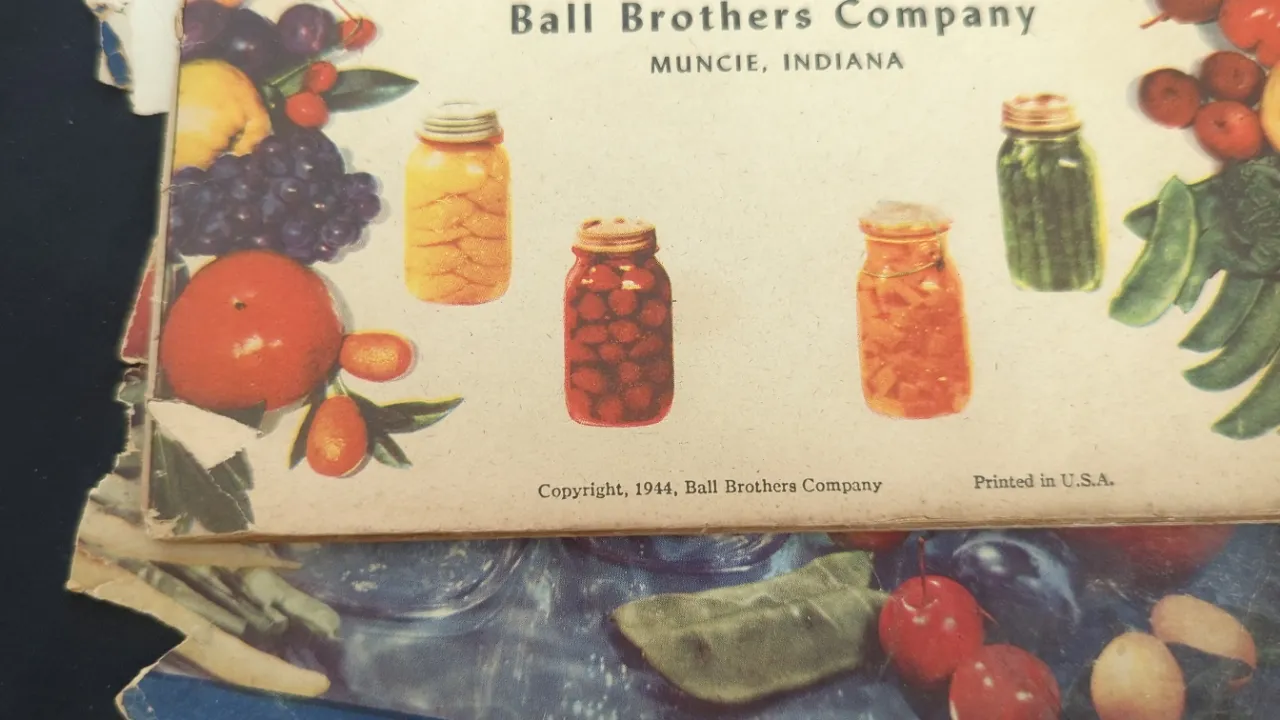 Ball Brothers Company
MUNCIE, INDIANA
Copyright, 1944, Ball Brothers Company
Printed in U.S.A.